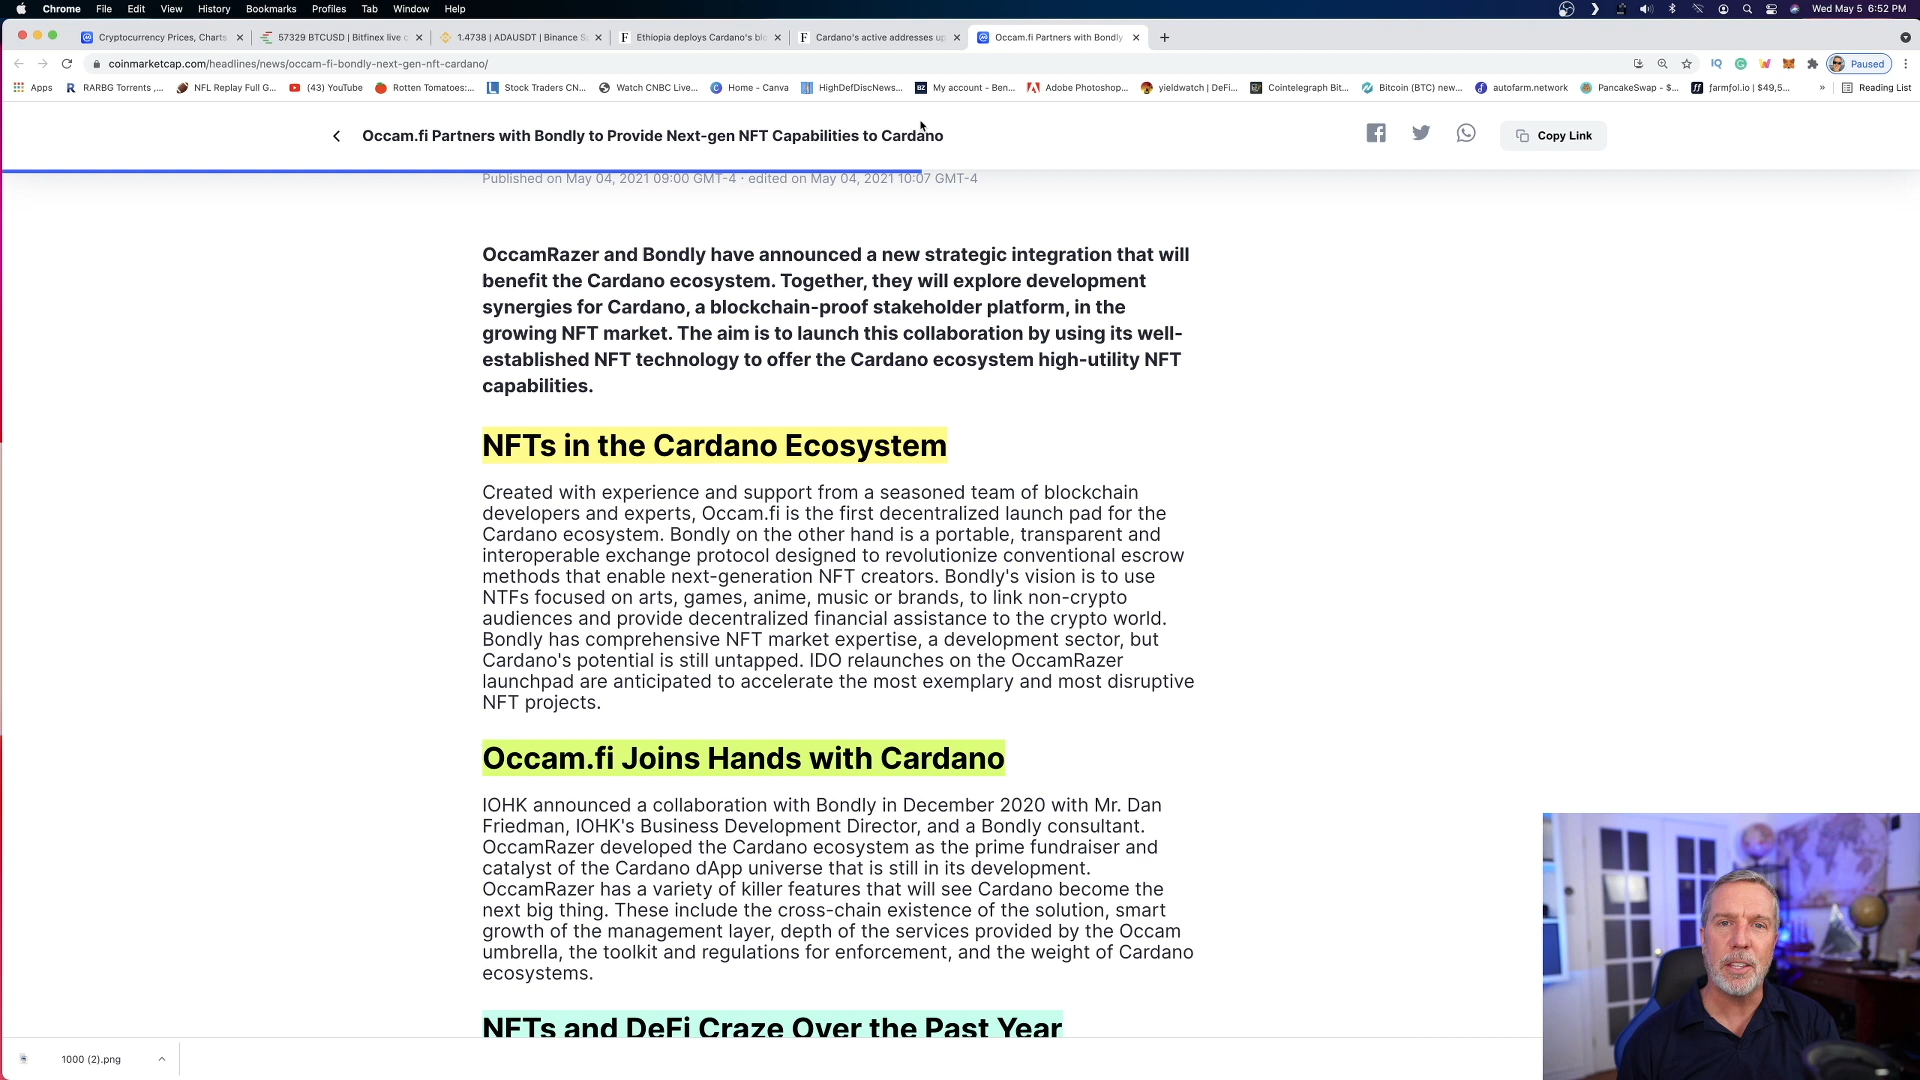 Chrome File Edit View History Bookmarks Profiles Tab Window Help Wed May 5 6:52 PM
Cryptocurrency Prices, Charts 57329 BTCUSD | Bitfinex live c 1.4738 | ADAUSDT | Binance S Ethiopia deploys Cardano's blo Cardano's active addresses up Occam.fi Partners with Bondly
coinmarketcap.com/headlines/news/occam-fi-bondly-next-gen-nft-cardano/ Paused
Apps RARBG Torrents ,... NFL Replay Full G... (43) YouTube Rotten Tomatoes:... Stock Traders CN... Watch CNBC Live... Home - Canva HighDefDiscNews... My account - Ben... Adobe Photoshop... yieldwatch | DeFi... Cointelegraph Bit... Bitcoin (BTC) new... autofarm.network PancakeSwap - $... ƒarmƒol.io | $49,5... » Reading List
Occam.fi Partners with Bondly to Provide Next-gen NFT Capabilities to Cardano Copy Link
Published on May 04, 2021 09:00 GMT-4 · edited on May 04, 2021 10:07 GMT-4
OccamRazer and Bondly have announced a new strategic integration that will
benefit the Cardano ecosystem. Together, they will explore development
synergies for Cardano, a blockchain-proof stakeholder platform, in the
growing NFT market. The aim is to launch this collaboration by using its well-
established NFT technology to offer the Cardano ecosystem high-utility NFT
capabilities.
NFTs in the Cardano Ecosystem
Created with experience and support from a seasoned team of blockchain
developers and experts, Occam.fi is the first decentralized launch pad for the
Cardano ecosystem. Bondly on the other hand is a portable, transparent and
interoperable exchange protocol designed to revolutionize conventional escrow
methods that enable next-generation NFT creators. Bondly's vision is to use
NTFs focused on arts, games, anime, music or brands, to link non-crypto
audiences and provide decentralized financial assistance to the crypto world.
Bondly has comprehensive NFT market expertise, a development sector, but
Cardano's potential is still untapped. IDO relaunches on the OccamRazer
launchpad are anticipated to accelerate the most exemplary and most disruptive
NFT projects.
Occam.fi Joins Hands with Cardano
IOHK announced a collaboration with Bondly in December 2020 with Mr. Dan
Friedman, IOHK's Business Development Director, and a Bondly consultant.
OccamRazer developed the Cardano ecosystem as the prime fundraiser and
catalyst of the Cardano dApp universe that is still in its development.
OccamRazer has a variety of killer features that will see Cardano become the
next big thing. These include the cross-chain existence of the solution, smart
growth of the management layer, depth of the services provided by the Occam
umbrella, the toolkit and regulations for enforcement, and the weight of Cardano
ecosystems.
NFTs and DeFi Craze Over the Past Year
1000 (2).png